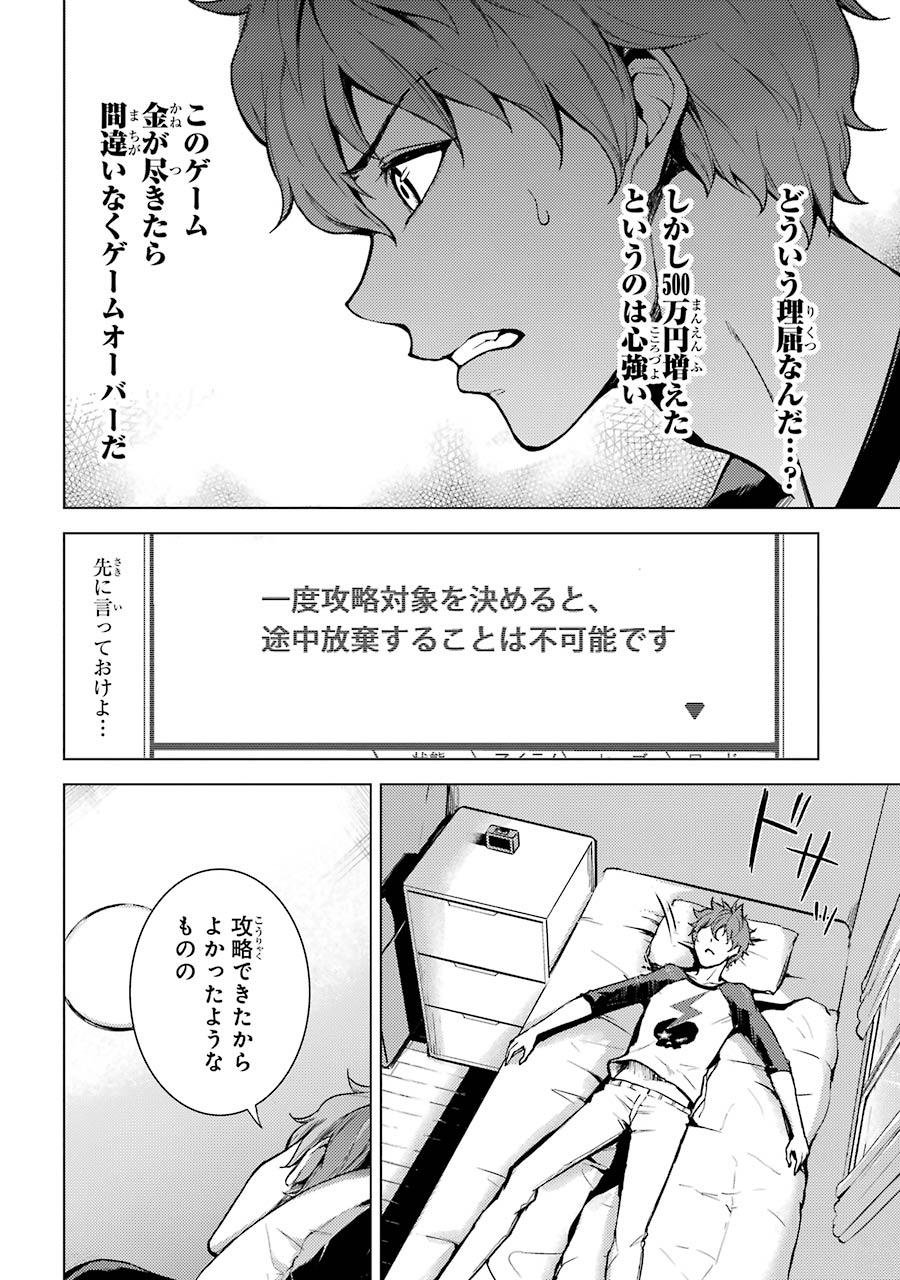 どういう理屈なんだ…?
しかし500万円増えた
というのは心強い
このゲーム
金が尽きたら
間違いなくゲームオーバーだ
一度攻略対象を決めると、
途中放棄することは不可能です
先に言っておけよ…
ドサッ
攻略できたから
よかったような
ものの